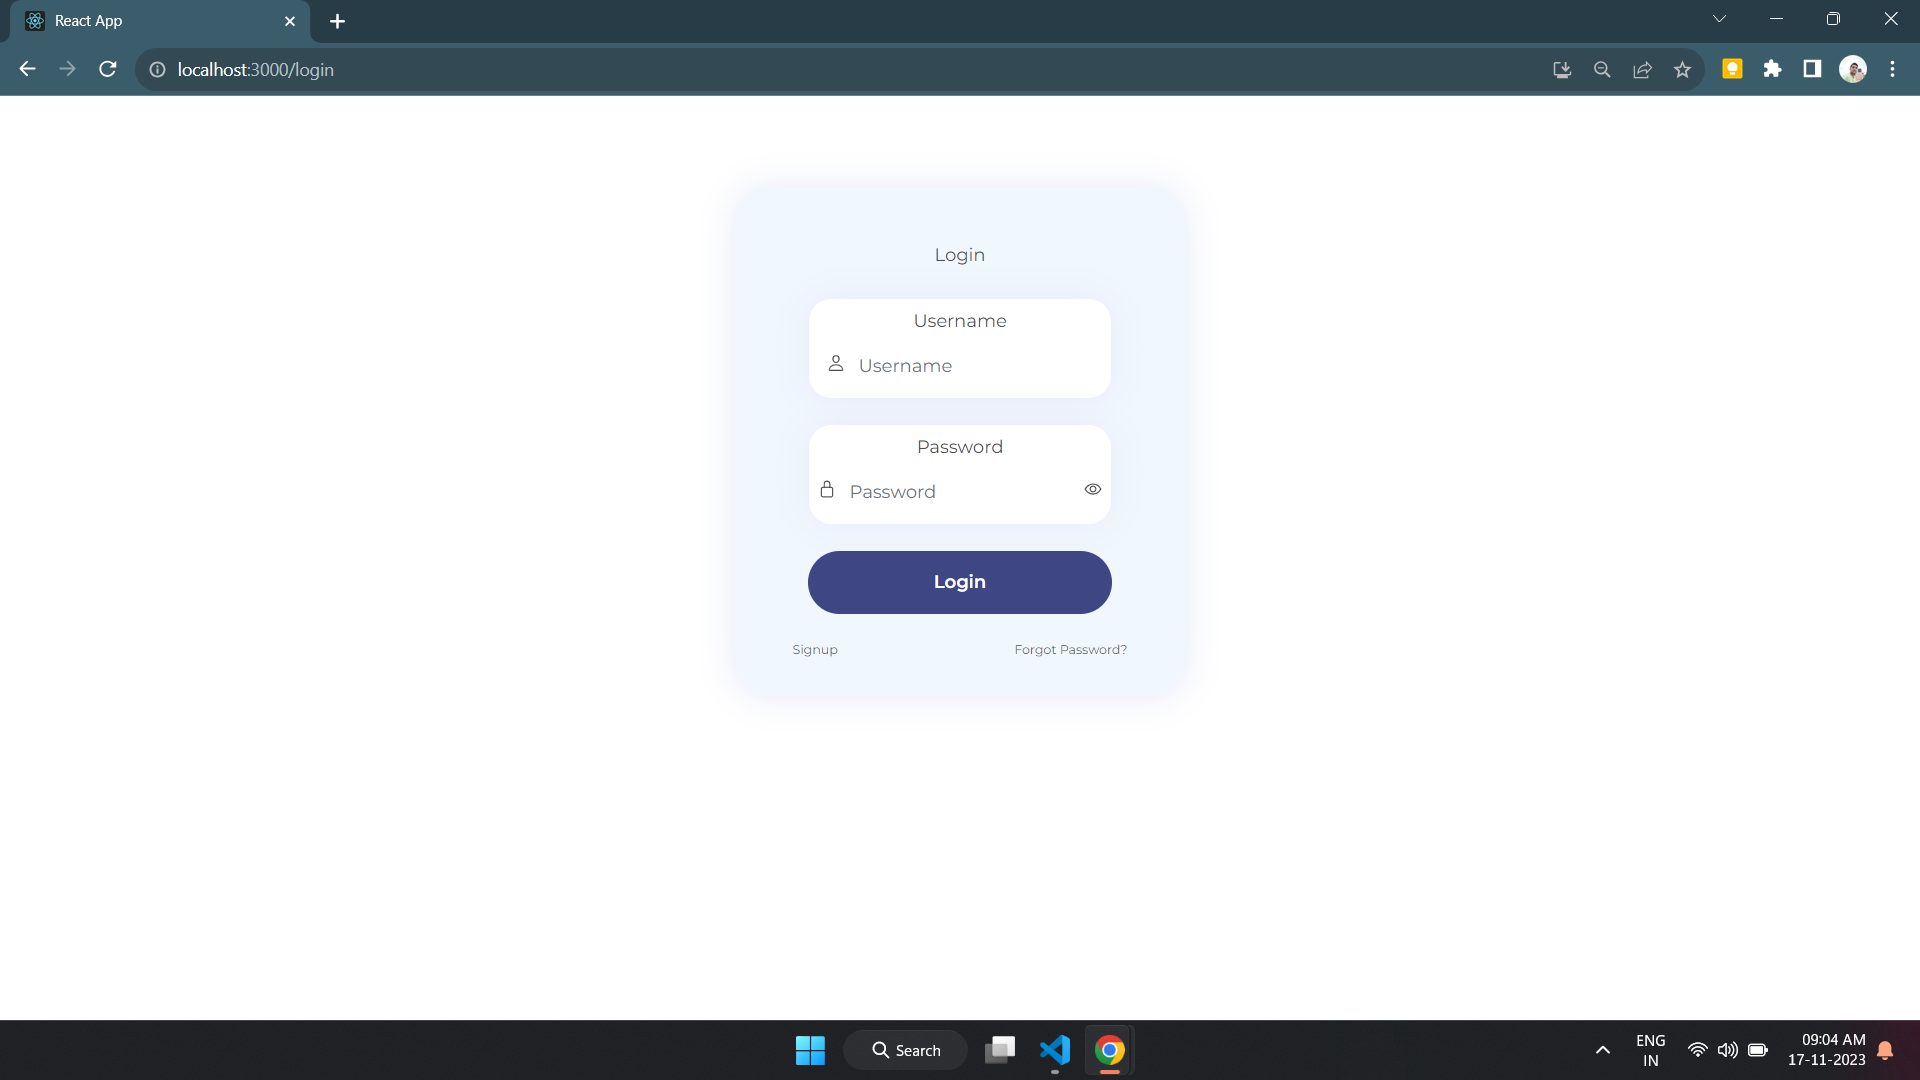 React App
localhost:3000/login
Login
Username
Username
Password
Password
Login
Signup Forgot Password?
Search
ENG
IN
09:04 AM
17-11-2023